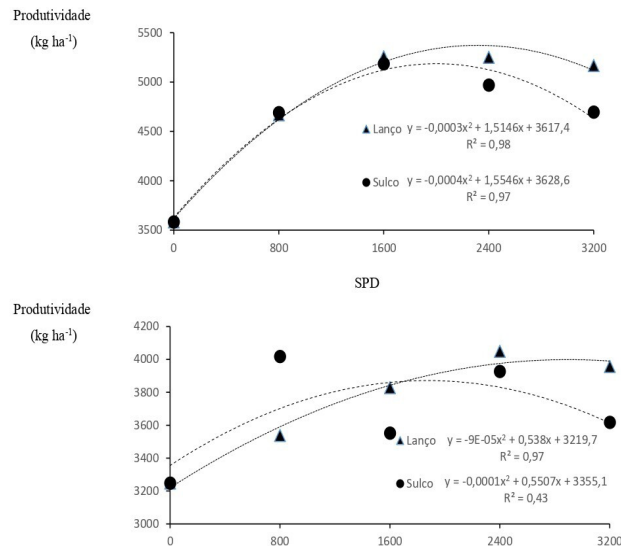 Produtividade
(kg ha⁻¹)
5500
5000
4500
4000
3500
▲ Lanço y = -0,0003x² + 1,5146x + 3617,4
R² = 0,98
● Sulco y = -0,0004x² + 1,5546x + 3628,6
R² = 0,97
0 800 1600 2400 3200
SPD
Produtividade
(kg ha⁻¹)
4200
4000
3800
3600
3400
3200
3000
▲ Lanço y = -9E-05x² + 0,538x + 3219,7
R² = 0,97
● Sulco y = -0,0001x² + 0,5507x + 3355,1
R² = 0,43
0 800 1600 2400 3200